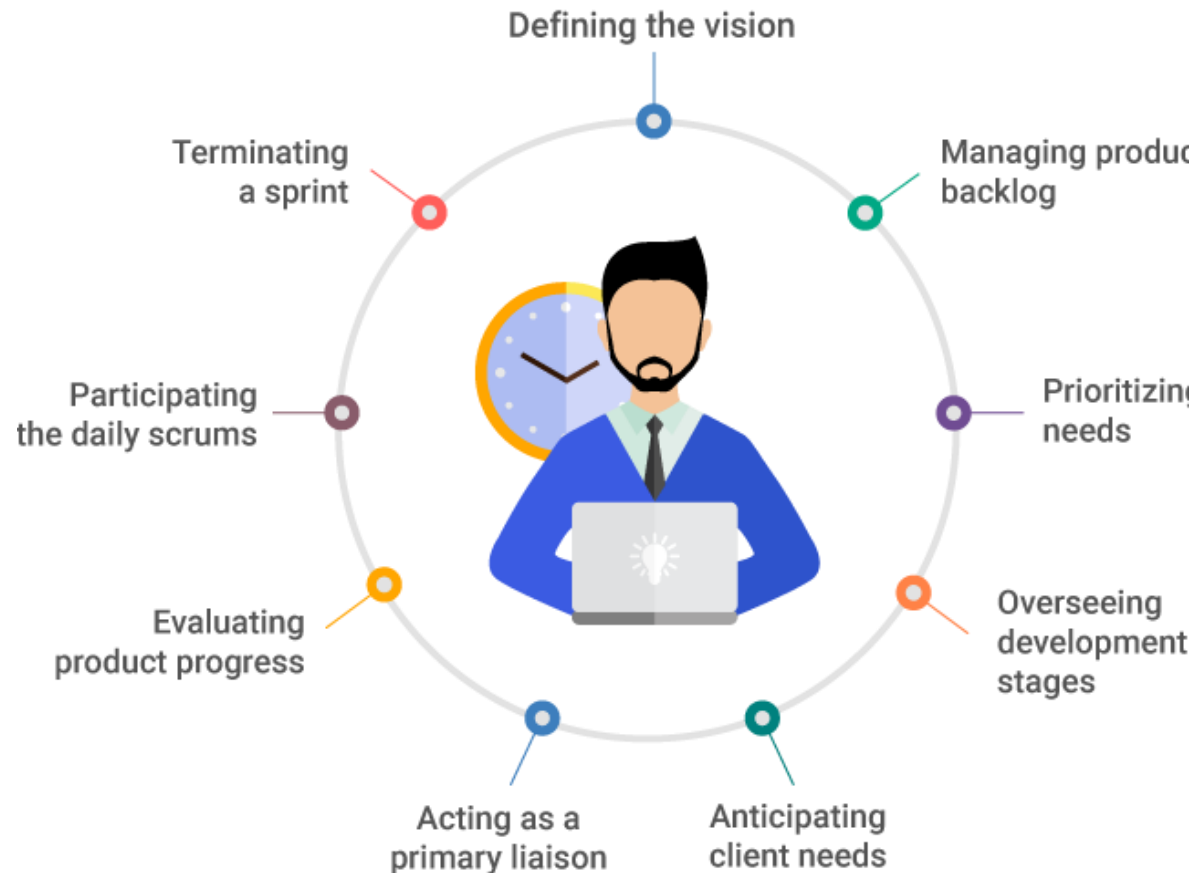 Defining the vision
Managing produc
backlog
Prioritizing
needs
Overseeing
development
stages
Anticipating
client needs
Acting as a
primary liaison
Evaluating
product progress
Participating
the daily scrums
Terminating
a sprint